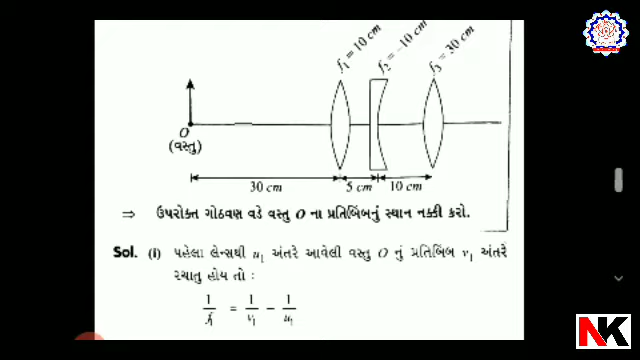 f₁ = 10 cm
f₂ = −10 cm
f₃ = 30 cm
O
(વસ્તુ)
30 cm
5 cm
10 cm
⇒ ઉપરોક્ત ગોઠવણ વડે વસ્તુ O ના પ્રતિબિંબનું સ્થાન નક્કી કરો.
Sol. (i) પહેલા લેન્સથી u₁ અંતરે આવેલી વસ્તુ O નું પ્રતિબિંબ v₁ અંતરે
રચાતુ હોય તો :
1/f₁ = 1/v₁ − 1/u₁
NK